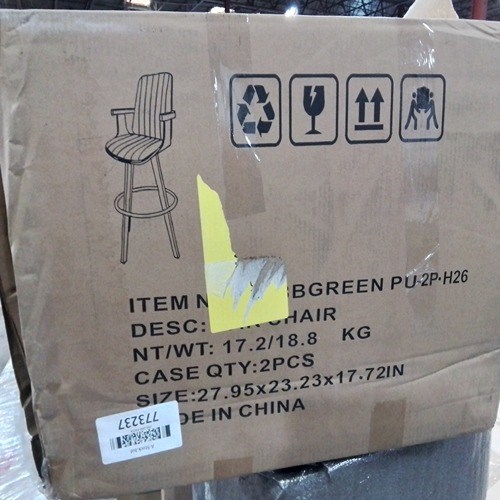 ITEM N BGREEN PU-2P·H26
DESC: CHAIR
NT/WT: 17.2/18.8 KG
CASE QTY:2PCS
SIZE:27.95x23.23x17.72IN
DE IN CHINA
773237